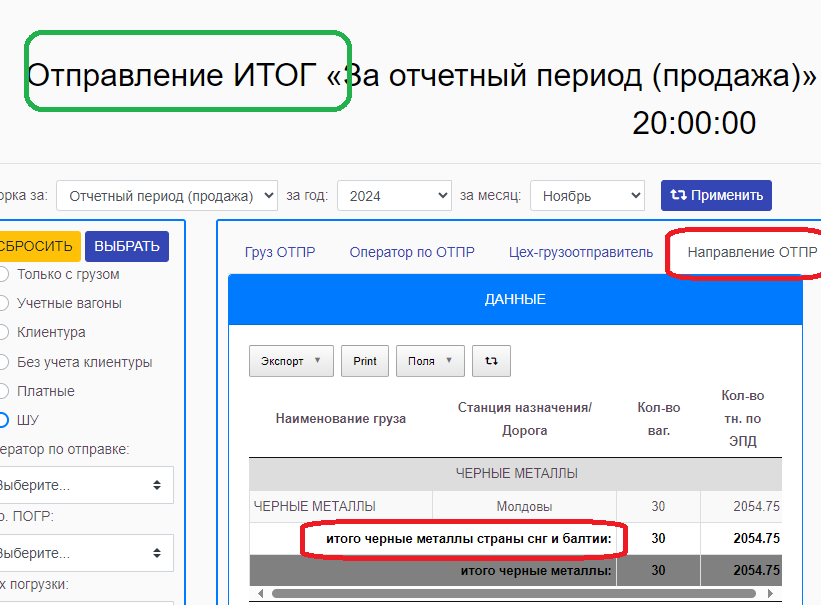 Отправление ИТОГ «За отчетный период (продажа)»
20:00:00
орка за: Отчетный период (продажа) за год: 2024 за месяц: Ноябрь Применить
СБРОСИТЬ ВЫБРАТЬ
Только с грузом
Учетные вагоны
Клиентура
Без учета клиентуры
Платные
ШУ
ератор по отправке:
Выберите...
р. ПОГР:
Выберите...
х погрузки:
Груз ОТПР Оператор по ОТПР Цех-грузоотправитель Направление ОТПР
ДАННЫЕ
Экспорт Print Поля
Наименование груза Станция назначения/ Дорога Кол-во ваг. Кол-во тн. по ЭПД
ЧЕРНЫЕ МЕТАЛЛЫ
ЧЕРНЫЕ МЕТАЛЛЫ Молдовы 30 2054.75
итого черные металлы страны снг и балтии: 30 2054.75
итого черные металлы: 30 2054.75